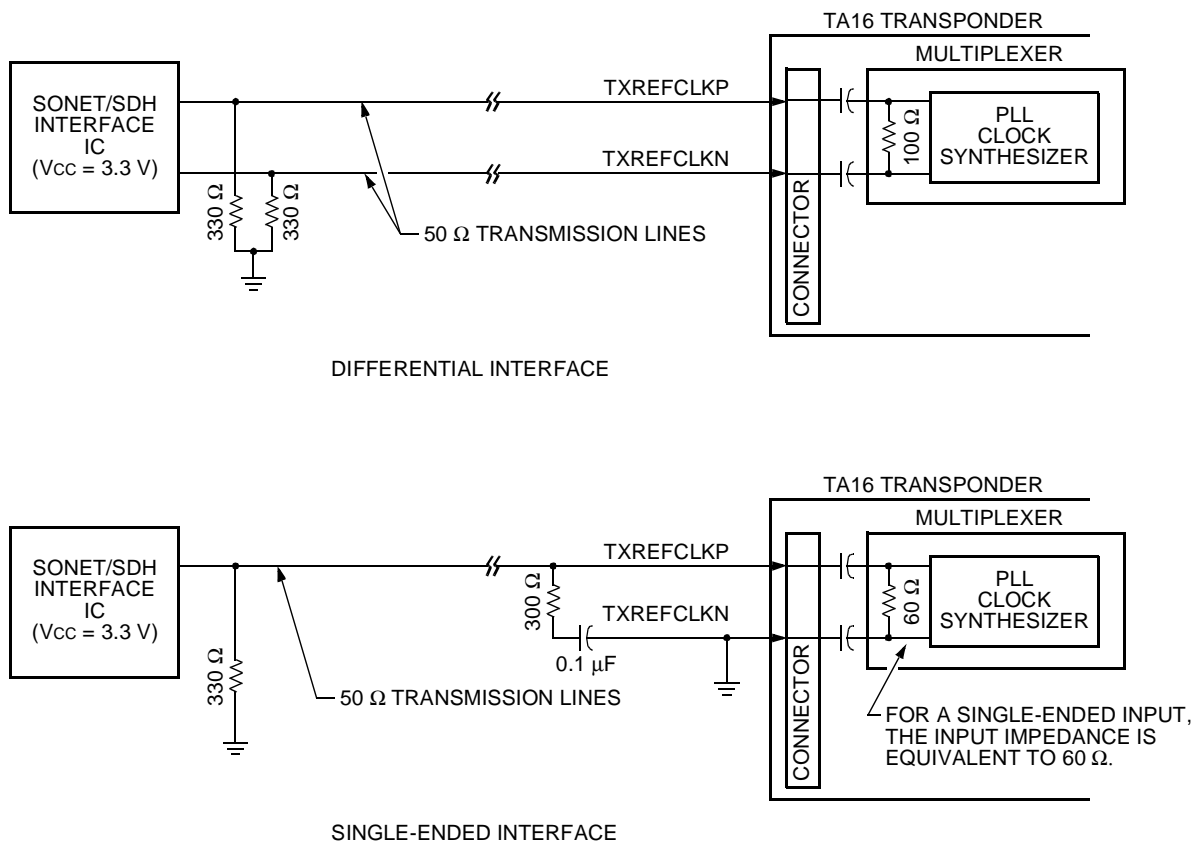 TA16 TRANSPONDER
MULTIPLEXER
SONET/SDH
INTERFACE
IC
(VCC = 3.3 V)
TXREFCLKP
TXREFCLKN
330 Ω
330 Ω
50 Ω TRANSMISSION LINES
CONNECTOR
100 Ω
PLL
CLOCK
SYNTHESIZER
DIFFERENTIAL INTERFACE
TA16 TRANSPONDER
MULTIPLEXER
SONET/SDH
INTERFACE
IC
(VCC = 3.3 V)
TXREFCLKP
300 Ω
TXREFCLKN
0.1 μF
330 Ω
50 Ω TRANSMISSION LINES
CONNECTOR
60 Ω
PLL
CLOCK
SYNTHESIZER
FOR A SINGLE-ENDED INPUT,
THE INPUT IMPEDANCE IS
EQUIVALENT TO 60 Ω.
SINGLE-ENDED INTERFACE